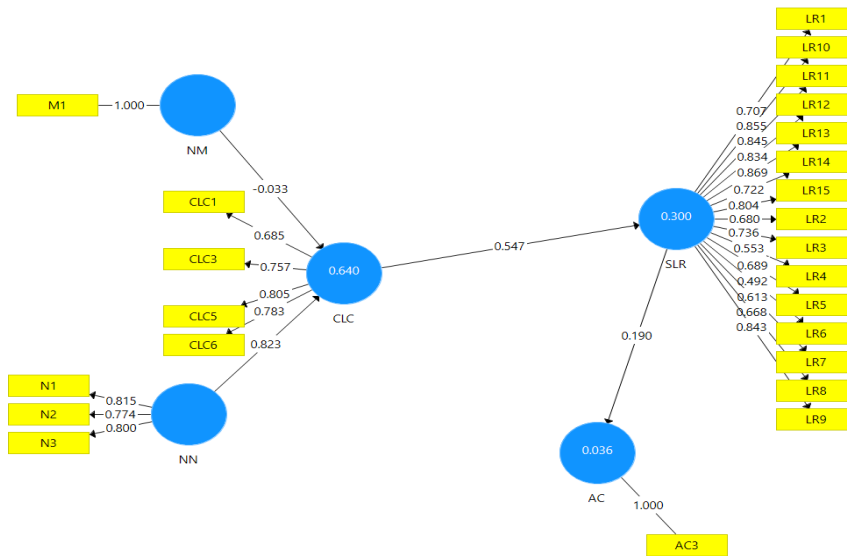 LR1
LR10
LR11
LR12
LR13
LR14
LR15
LR2
LR3
LR4
LR5
LR6
LR7
LR8
LR9
0.707
0.855
0.845
0.834
0.869
0.722
0.804
0.680
0.736
0.553
0.689
0.492
0.613
0.668
0.843
M1
1.000
NM
-0.033
CLC1
CLC3
CLC5
CLC6
0.685
0.757
0.805
0.783
0.823
0.640
CLC
0.547
0.300
SLR
0.190
N1
N2
N3
0.815
0.774
0.800
NN
0.036
AC
1.000
AC3